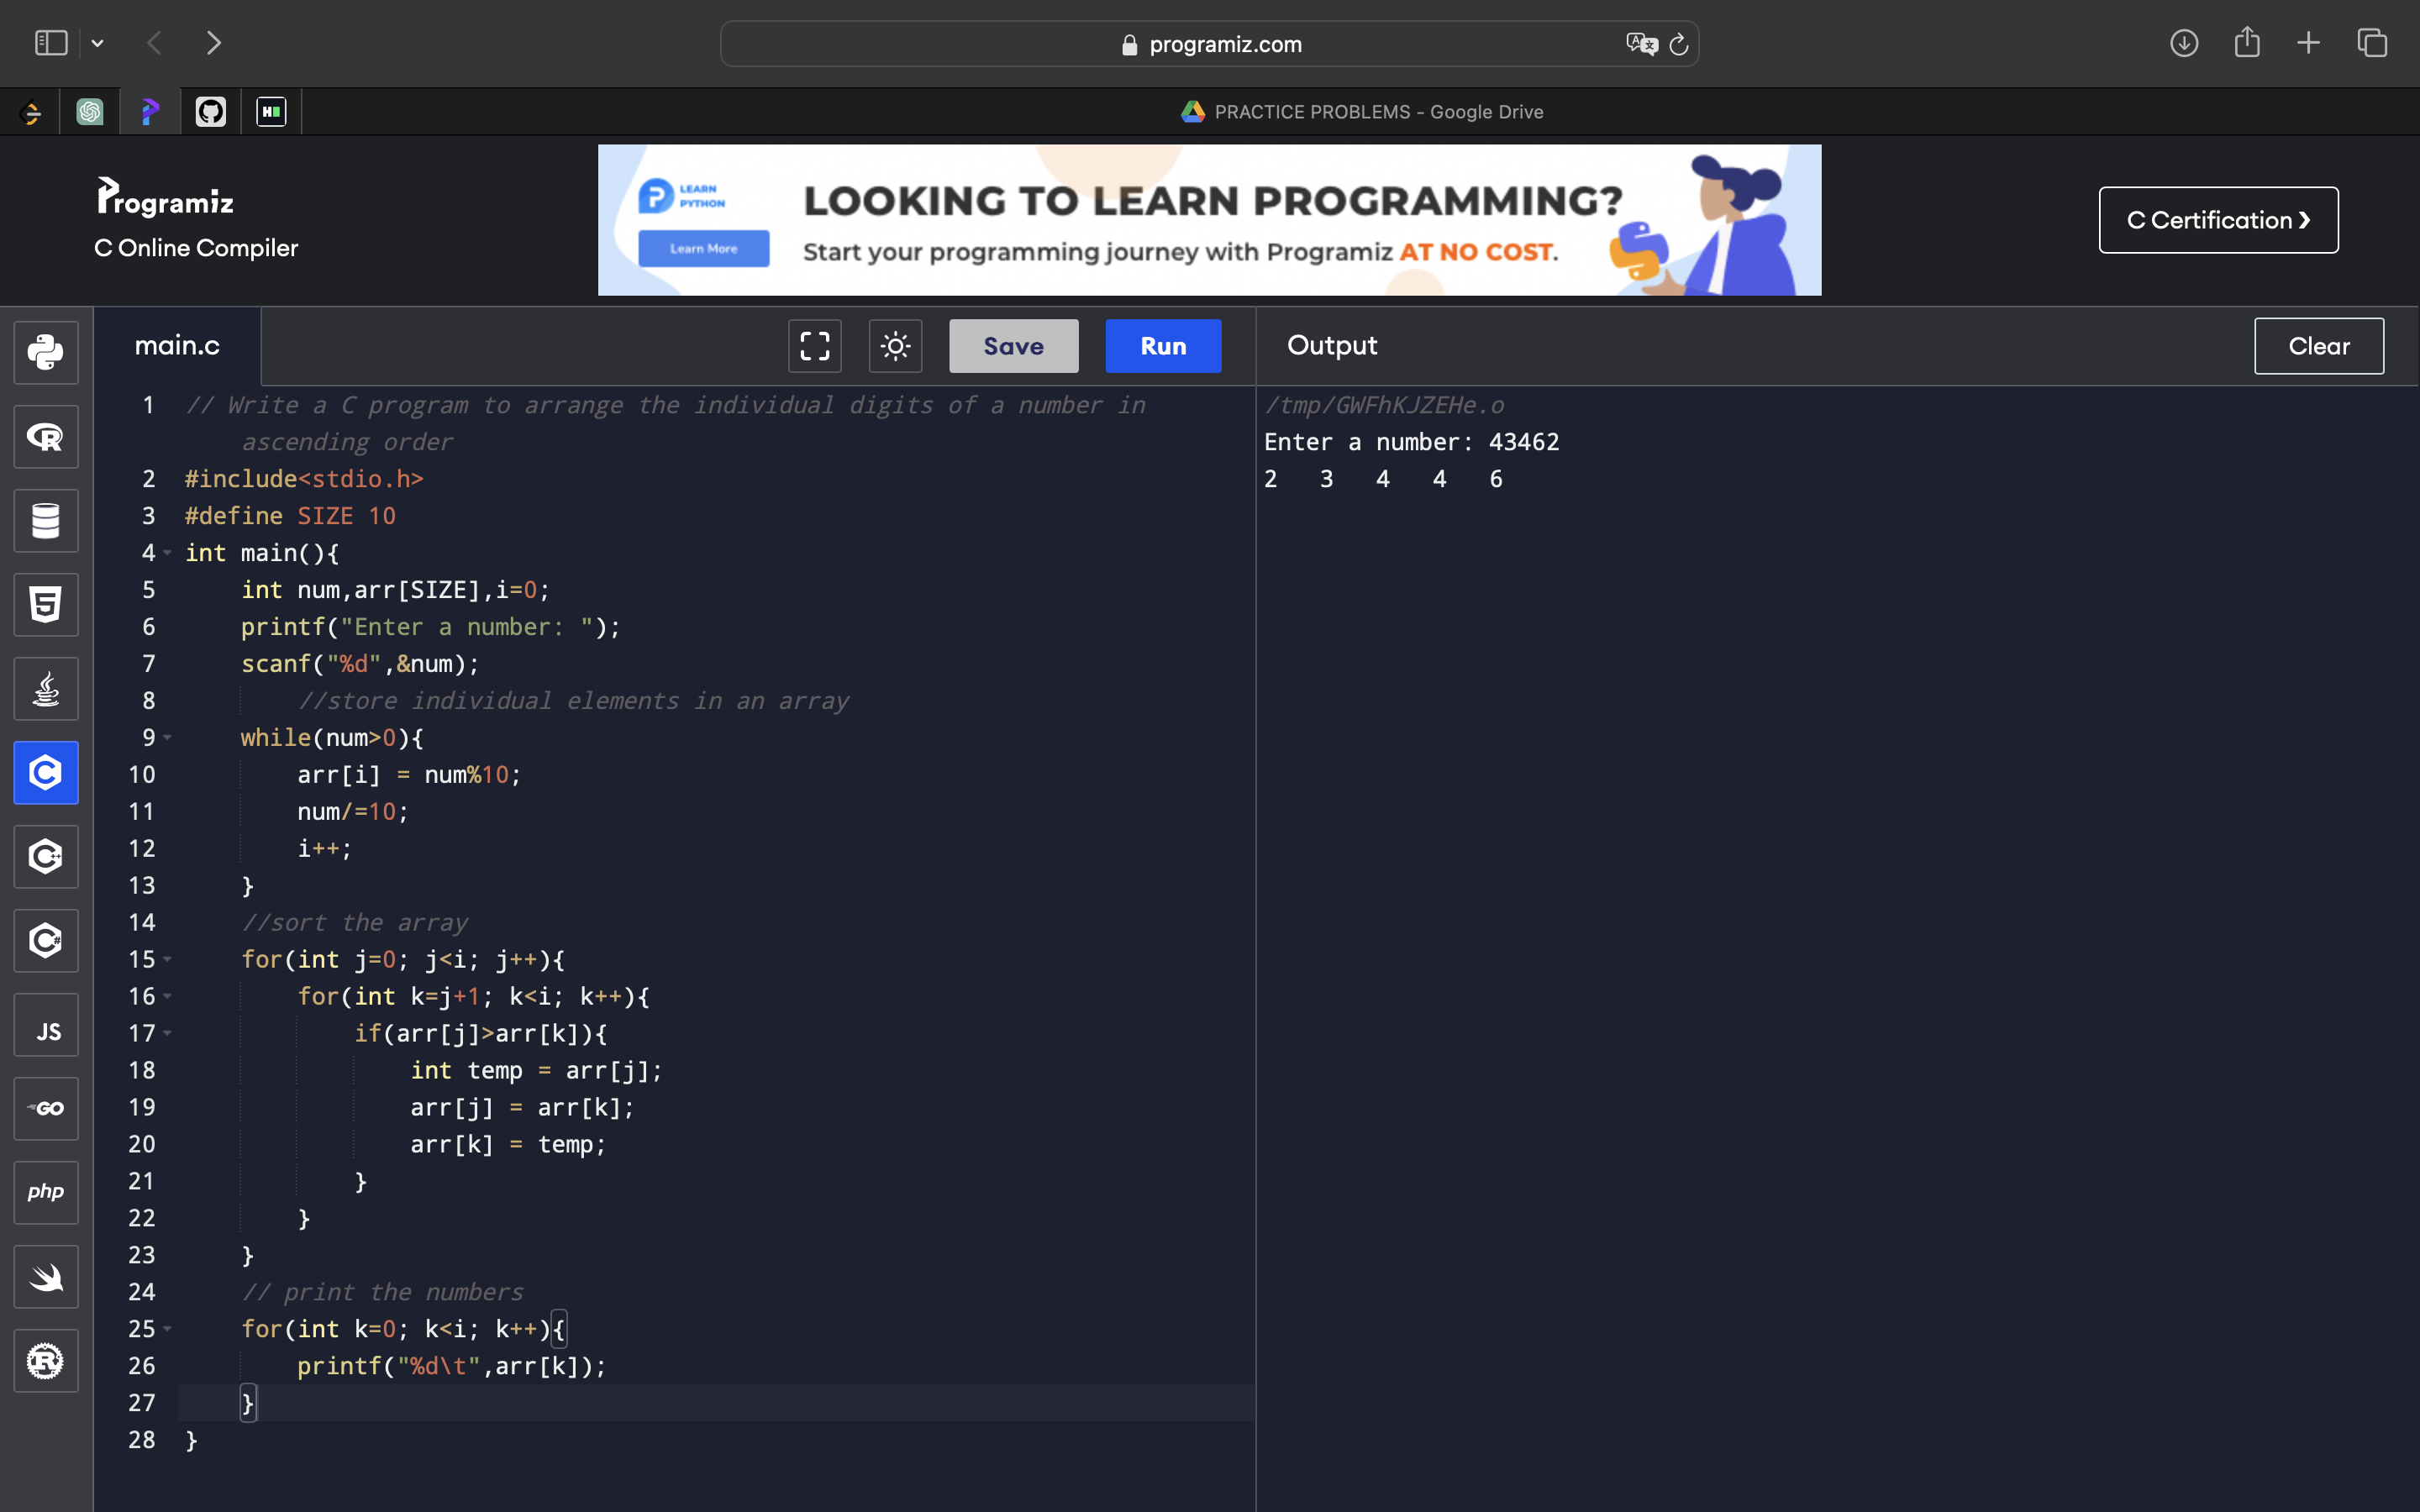 programiz.com
PRACTICE PROBLEMS - Google Drive
Programiz
C Online Compiler
LEARN
PYTHON
Learn More
LOOKING TO LEARN PROGRAMMING?
Start your programming journey with Programiz AT NO COST.
C Certification ❯
main.c
Save
Run
Output
Clear
1 // Write a C program to arrange the individual digits of a number in
ascending order
2 #include<stdio.h>
3 #define SIZE 10
4 int main(){
5 int num,arr[SIZE],i=0;
6 printf("Enter a number: ");
7 scanf("%d",&num);
8 //store individual elements in an array
9 while(num>0){
10 arr[i] = num%10;
11 num/=10;
12 i++;
13 }
14 //sort the array
15 for(int j=0; j<i; j++){
16 for(int k=j+1; k<i; k++){
17 if(arr[j]>arr[k]){
18 int temp = arr[j];
19 arr[j] = arr[k];
20 arr[k] = temp;
21 }
22 }
23 }
24 // print the numbers
25 for(int k=0; k<i; k++){
26 printf("%d\t",arr[k]);
27 }
28 }
/tmp/GWFhKJZEHe.o
Enter a number: 43462
2 3 4 4 6
JS
GO
php